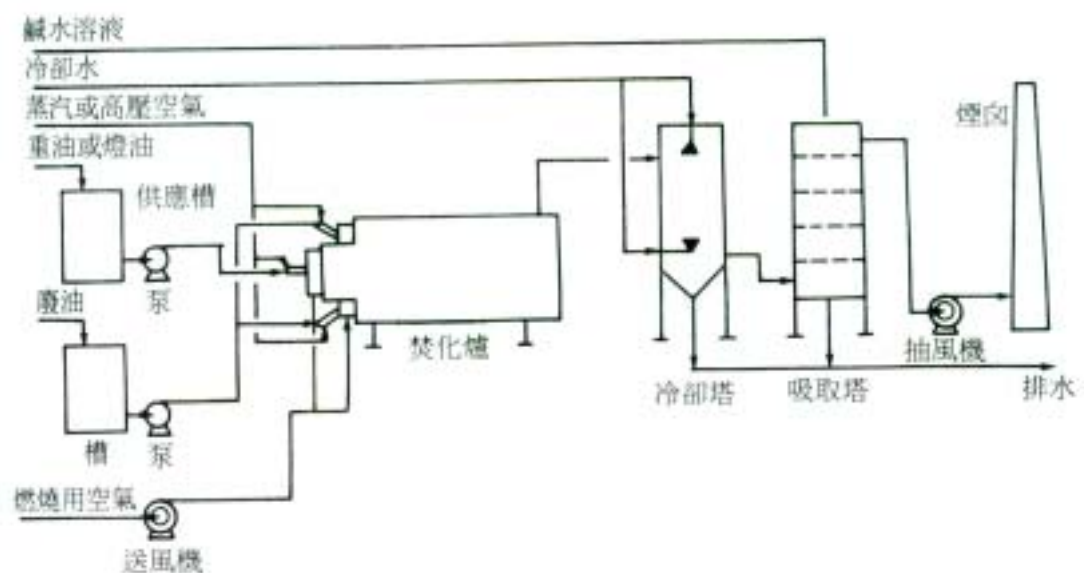 鹹水溶液
冷卻水
蒸汽或高壓空氣
重油或燈油
供應槽
泵
廢油
槽
泵
燃燒用空氣
送風機
焚化爐
冷卻塔
吸取塔
抽風機
煙囪
排水